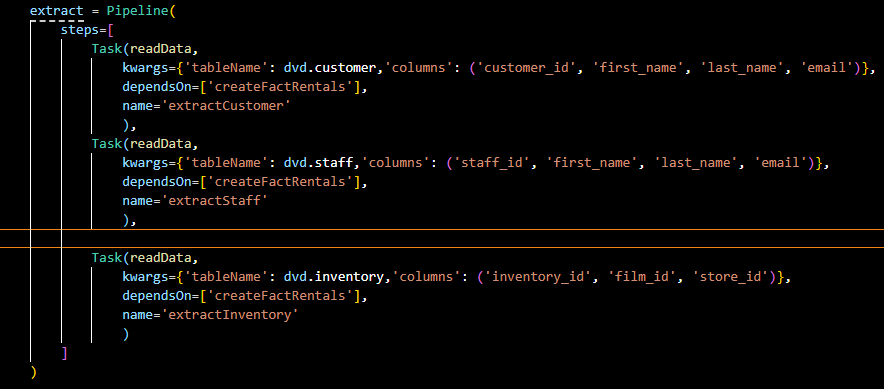 extract = Pipeline(
    steps=[
        Task(readData,
            kwargs={'tableName': dvd.customer,'columns': ('customer_id', 'first_name', 'last_name', 'email')},
            dependsOn=['createFactRentals'],
            name='extractCustomer'
            ),
        Task(readData,
            kwargs={'tableName': dvd.staff,'columns': ('staff_id', 'first_name', 'last_name', 'email')},
            dependsOn=['createFactRentals'],
            name='extractStaff'
            ),

        Task(readData,
            kwargs={'tableName': dvd.inventory,'columns': ('inventory_id', 'film_id', 'store_id')},
            dependsOn=['createFactRentals'],
            name='extractInventory'
            )
    ]
)